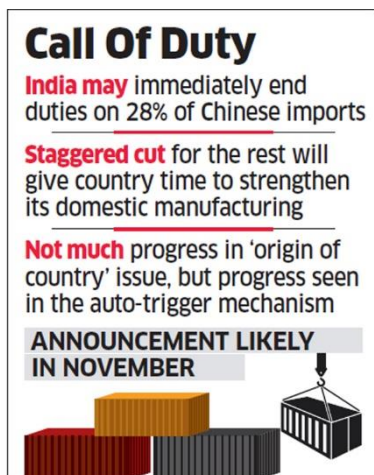 Call Of Duty
India may immediately end
duties on 28% of Chinese imports
Staggered cut for the rest will
give country time to strengthen
its domestic manufacturing
Not much progress in ‘origin of
country’ issue, but progress seen
in the auto-trigger mechanism
ANNOUNCEMENT LIKELY
IN NOVEMBER